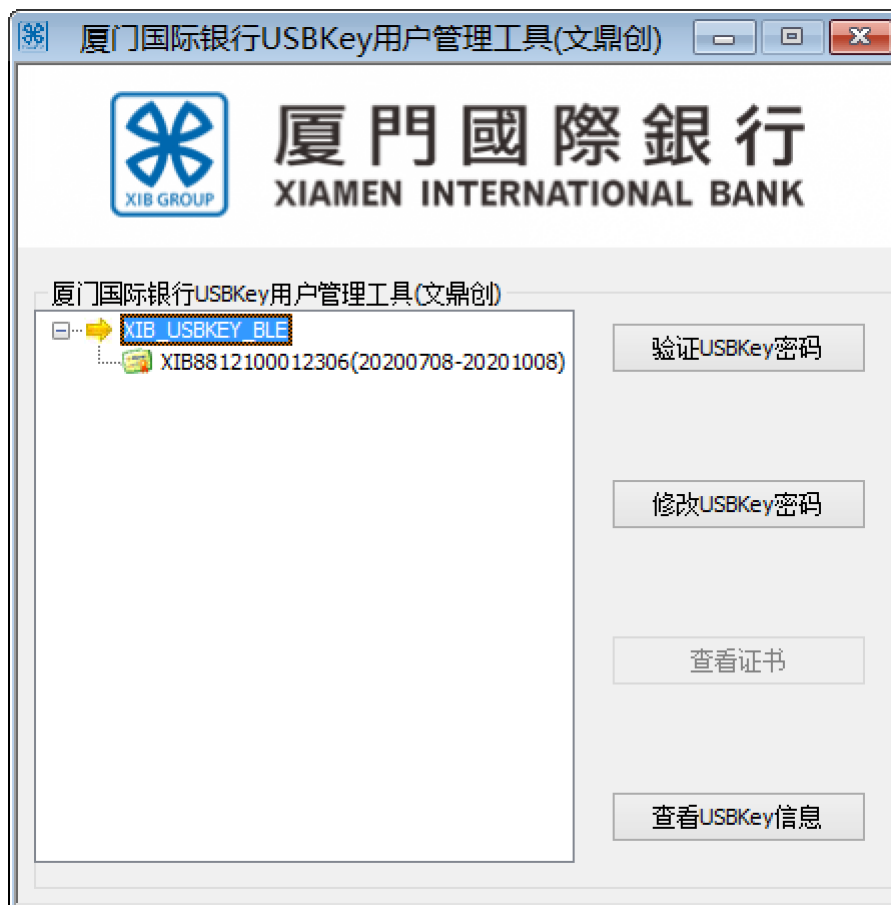 厦门国际银行USBKey用户管理工具(文鼎创)
厦門國際銀行
XIB GROUP
XIAMEN INTERNATIONAL BANK
厦门国际银行USBKey用户管理工具(文鼎创)
XIB_USBKEY_BLE
XIB8812100012306(20200708-20201008)
验证USBKey密码
修改USBKey密码
查看证书
查看USBKey信息